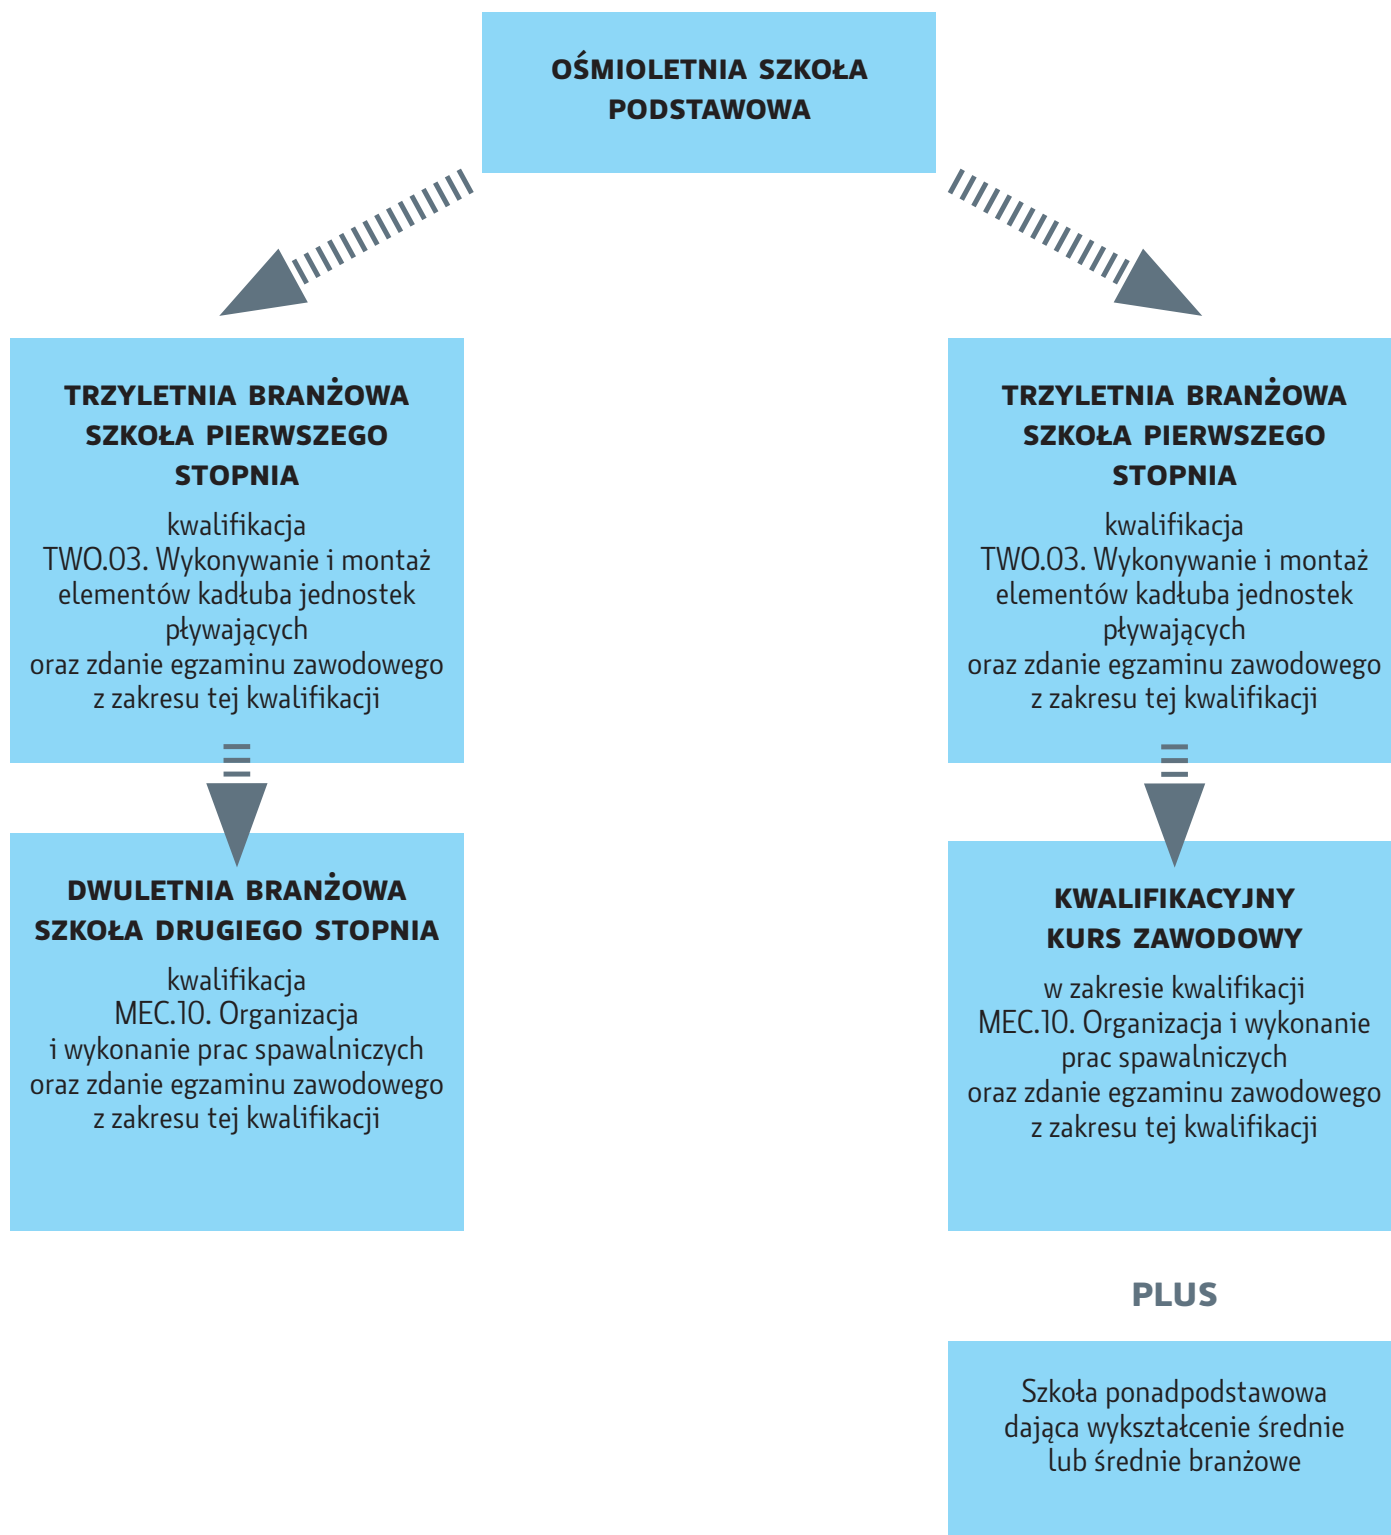 OŚMIOLETNIA SZKOŁA
PODSTAWOWA
TRZYLETNIA BRANŻOWA
SZKOŁA PIERWSZEGO
STOPNIA
kwalifikacja
TWO.03. Wykonywanie i montaż
elementów kadłuba jednostek
pływających
oraz zdanie egzaminu zawodowego
z zakresu tej kwalifikacji
TRZYLETNIA BRANŻOWA
SZKOŁA PIERWSZEGO
STOPNIA
kwalifikacja
TWO.03. Wykonywanie i montaż
elementów kadłuba jednostek
pływających
oraz zdanie egzaminu zawodowego
z zakresu tej kwalifikacji
DWULETNIA BRANŻOWA
SZKOŁA DRUGIEGO STOPNIA
kwalifikacja
MEC.10. Organizacja
i wykonanie prac spawalniczych
oraz zdanie egzaminu zawodowego
z zakresu tej kwalifikacji
KWALIFIKACYJNY
KURS ZAWODOWY
w zakresie kwalifikacji
MEC.10. Organizacja i wykonanie
prac spawalniczych
oraz zdanie egzaminu zawodowego
z zakresu tej kwalifikacji
PLUS
Szkoła ponadpodstawowa
dająca wykształcenie średnie
lub średnie branżowe